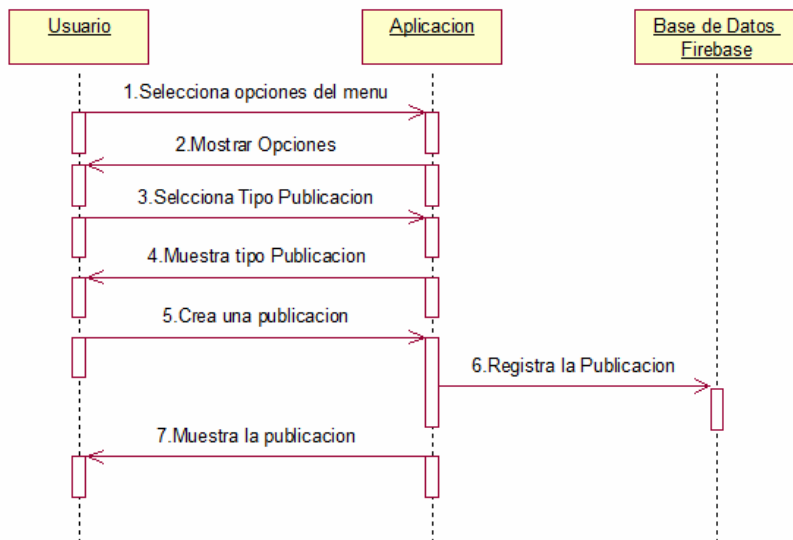 Usuario
Aplicacion
Base de Datos
Firebase
1.Selecciona opciones del menu
2.Mostrar Opciones
3.Selcciona Tipo Publicacion
4.Muestra tipo Publicacion
5.Crea una publicacion
6.Registra la Publicacion
7.Muestra la publicacion